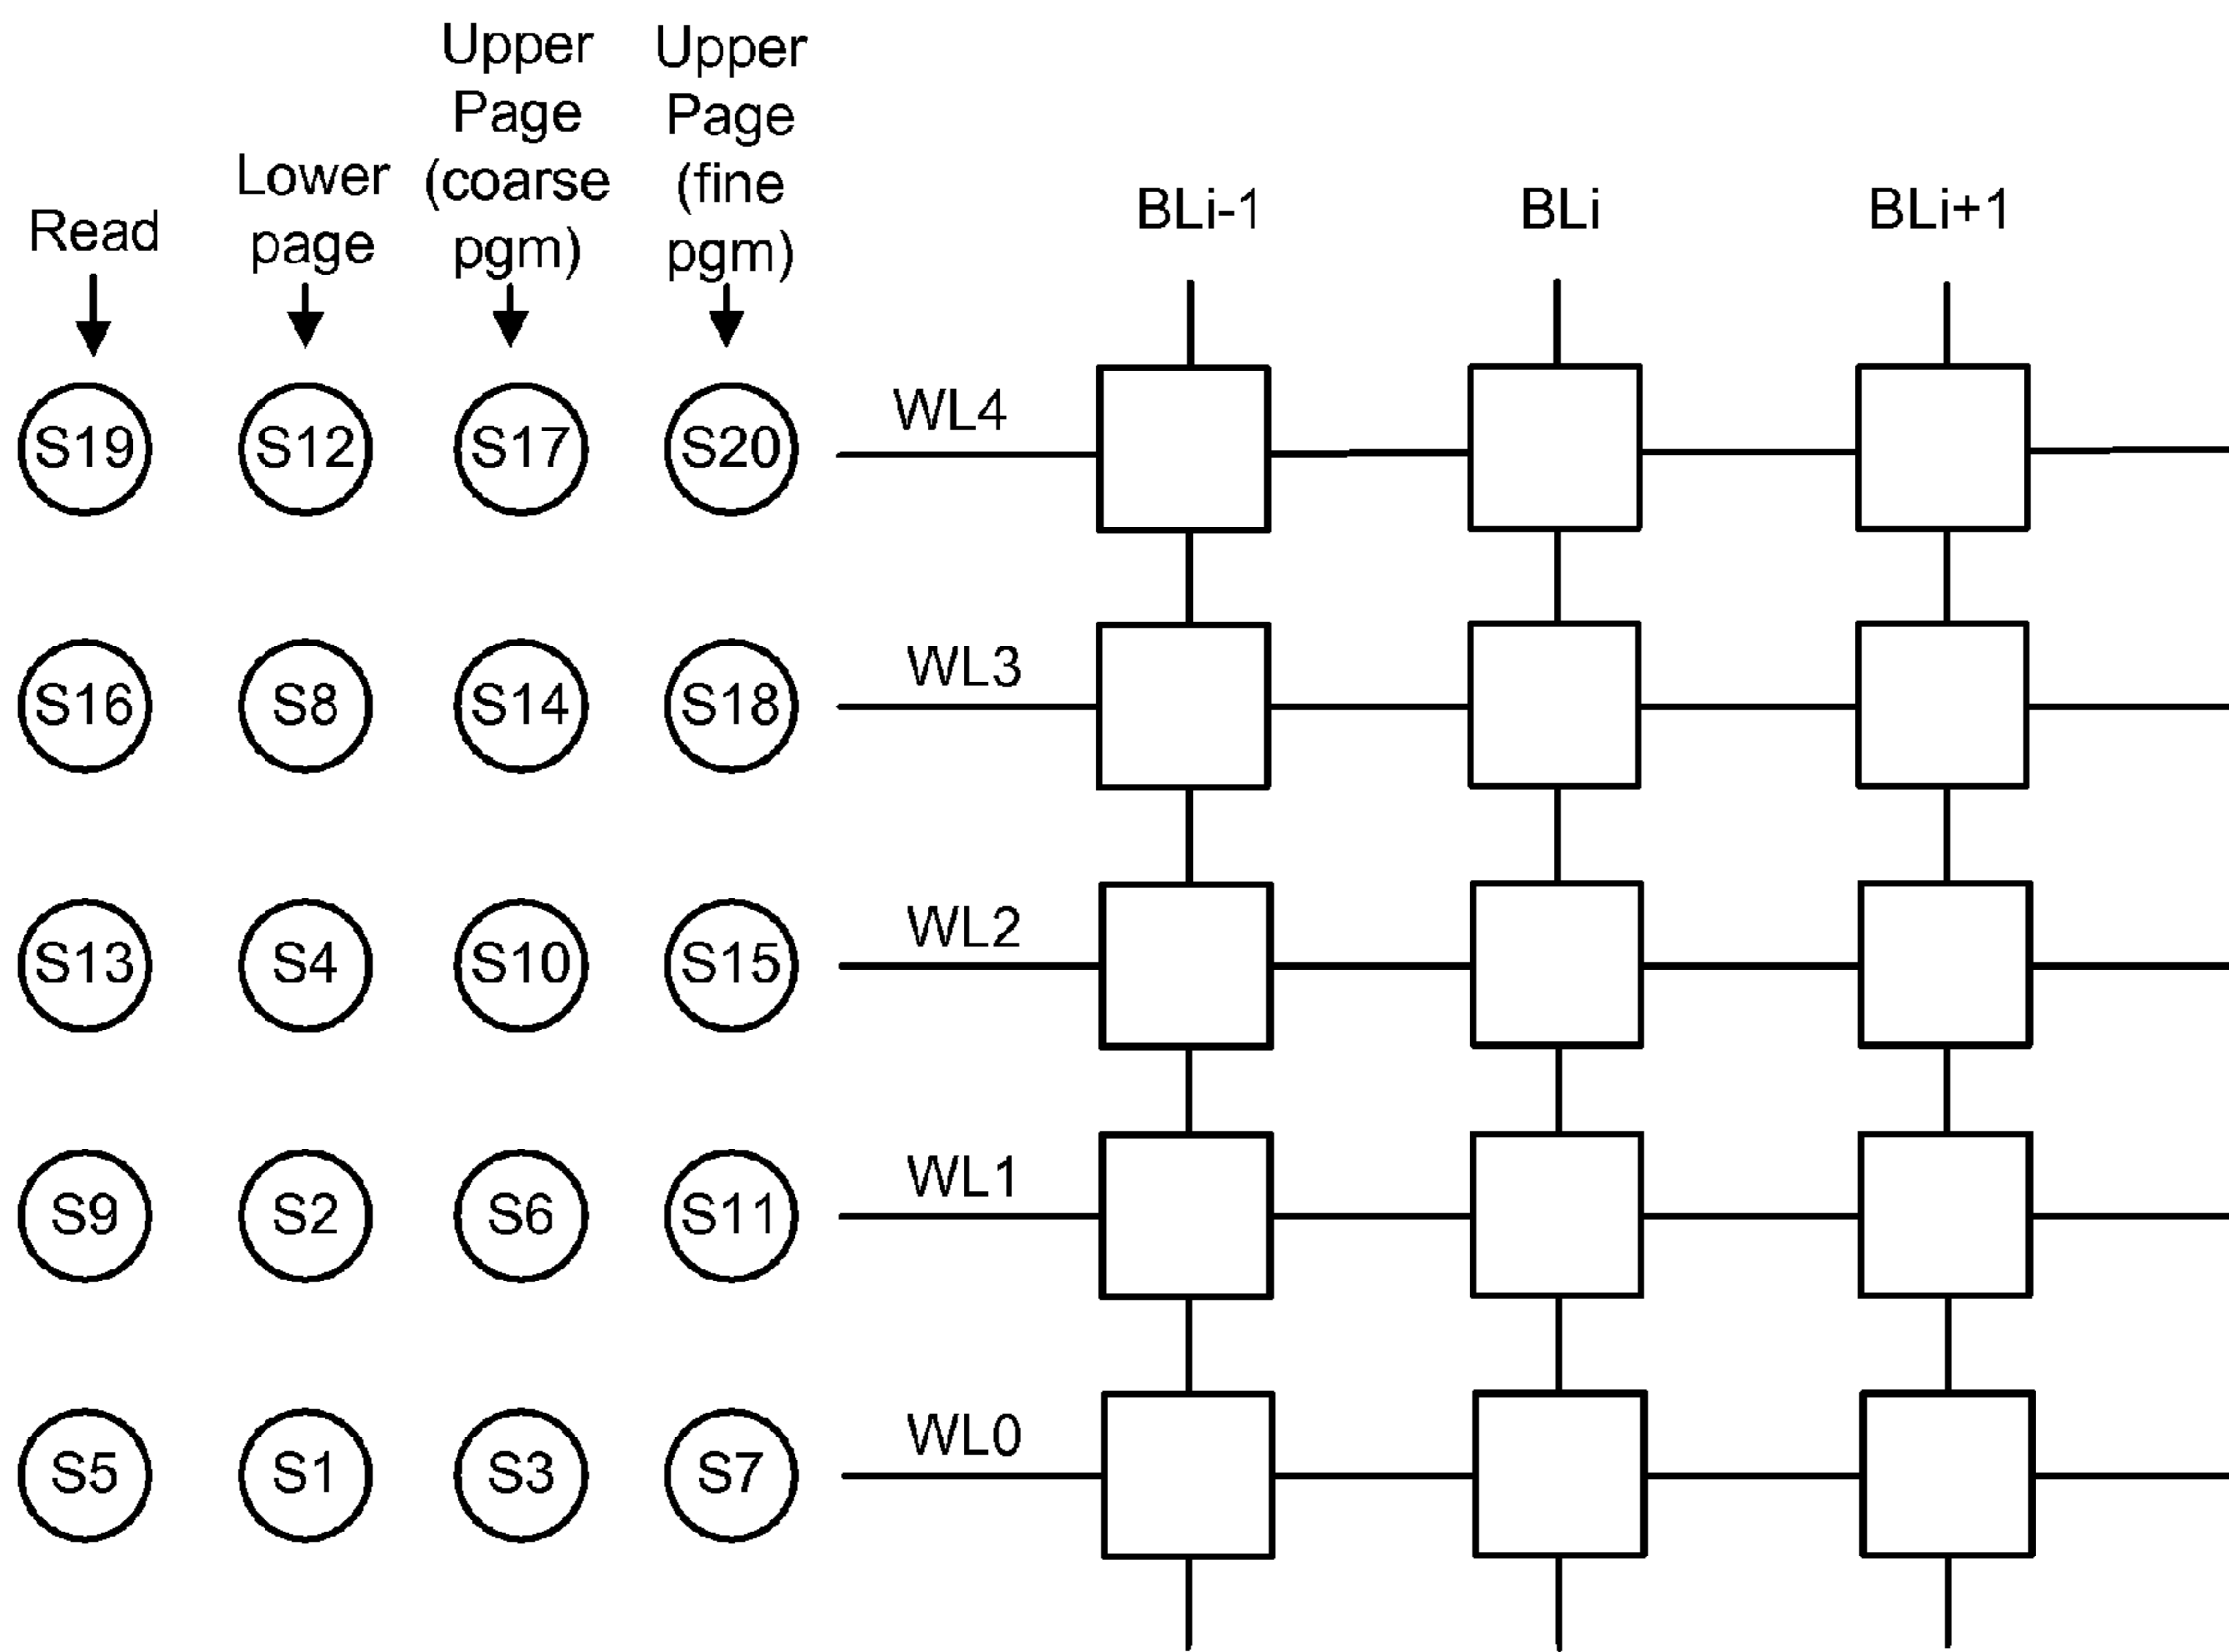 Read
Lower
page
Upper
Page
(coarse
pgm)
Upper
Page
(fine
pgm)
BLi-1
BLi
BLi+1
S19
S12
S17
S20
WL4
S16
S8
S14
S18
WL3
S13
S4
S10
S15
WL2
S9
S2
S6
S11
WL1
S5
S1
S3
S7
WL0